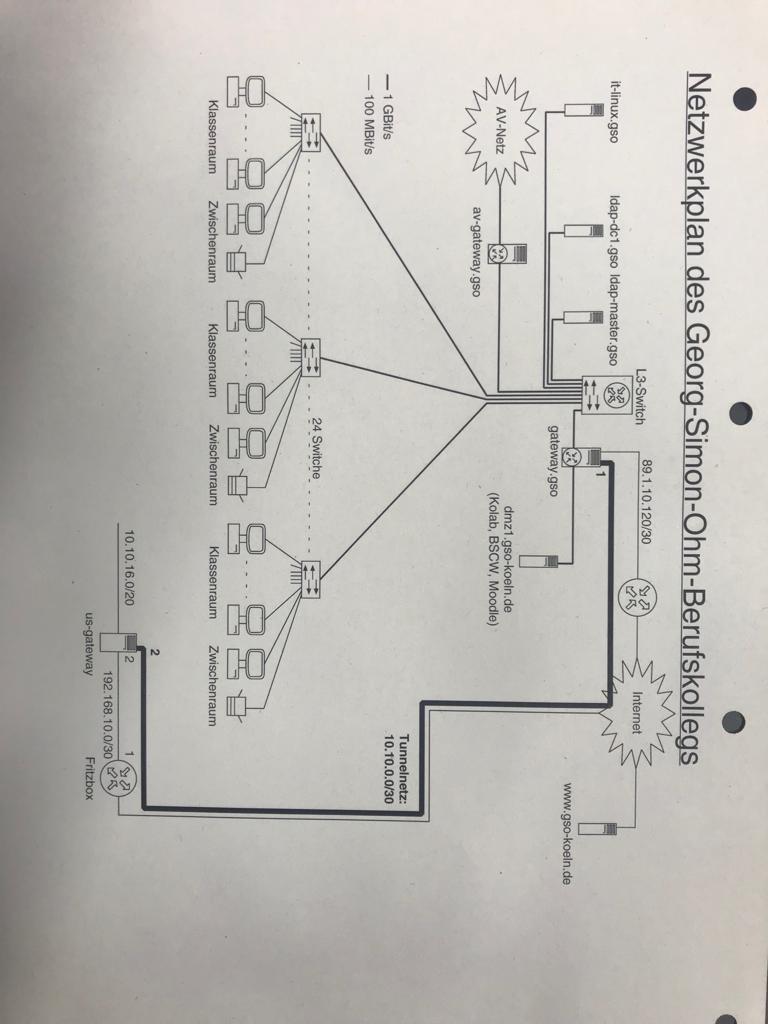 Netzwerkplan des Georg-Simon-Ohm-Berufskollegs
it-linux.gso
ldap-dc1.gso
ldap-master.gso
L3-Switch
89.1.10.120/30
Internet
www.gso-koeln.de
1
gateway.gso
dmz1.gso-koeln.de
(Kolab, BSCW, Moodle)
AV-Netz
av-gateway.gso
Tunnelnetz:
10.10.0.0/30
1 GBit/s
100 MBit/s
24 Switche
Klassenraum
Zwischenraum
Klassenraum
Zwischenraum
Klassenraum
Zwischenraum
10.10.16.0/20
2
2
us-gateway
192.168.10.0/30
1
Fritzbox